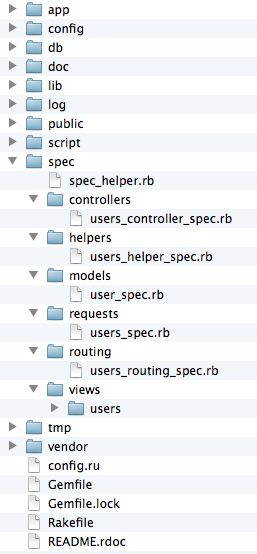 app
config
db
doc
lib
log
public
script
spec
spec_helper.rb
controllers
users_controller_spec.rb
helpers
users_helper_spec.rb
models
user_spec.rb
requests
users_spec.rb
routing
users_routing_spec.rb
views
users
tmp
vendor
config.ru
Gemfile
Gemfile.lock
Rakefile
README.rdoc